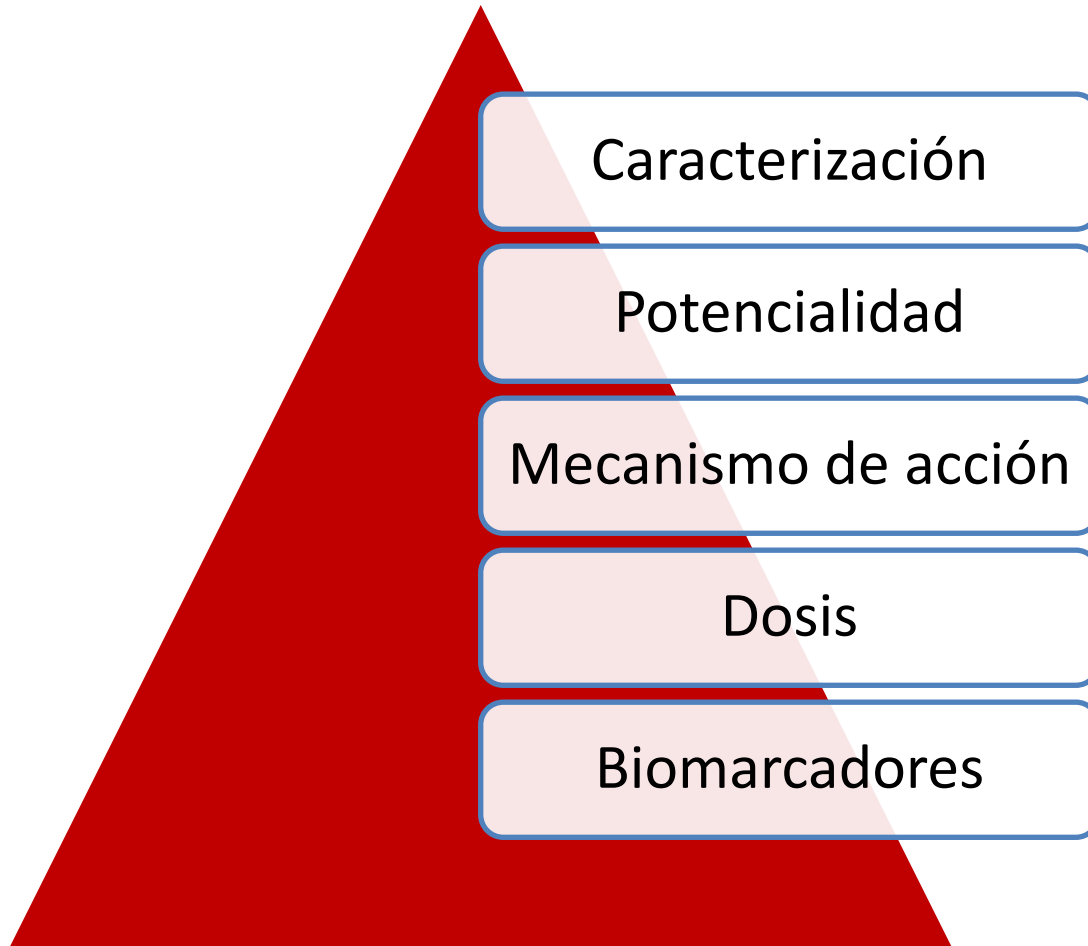 Caracterización
Potencialidad
Mecanismo de acción
Dosis
Biomarcadores